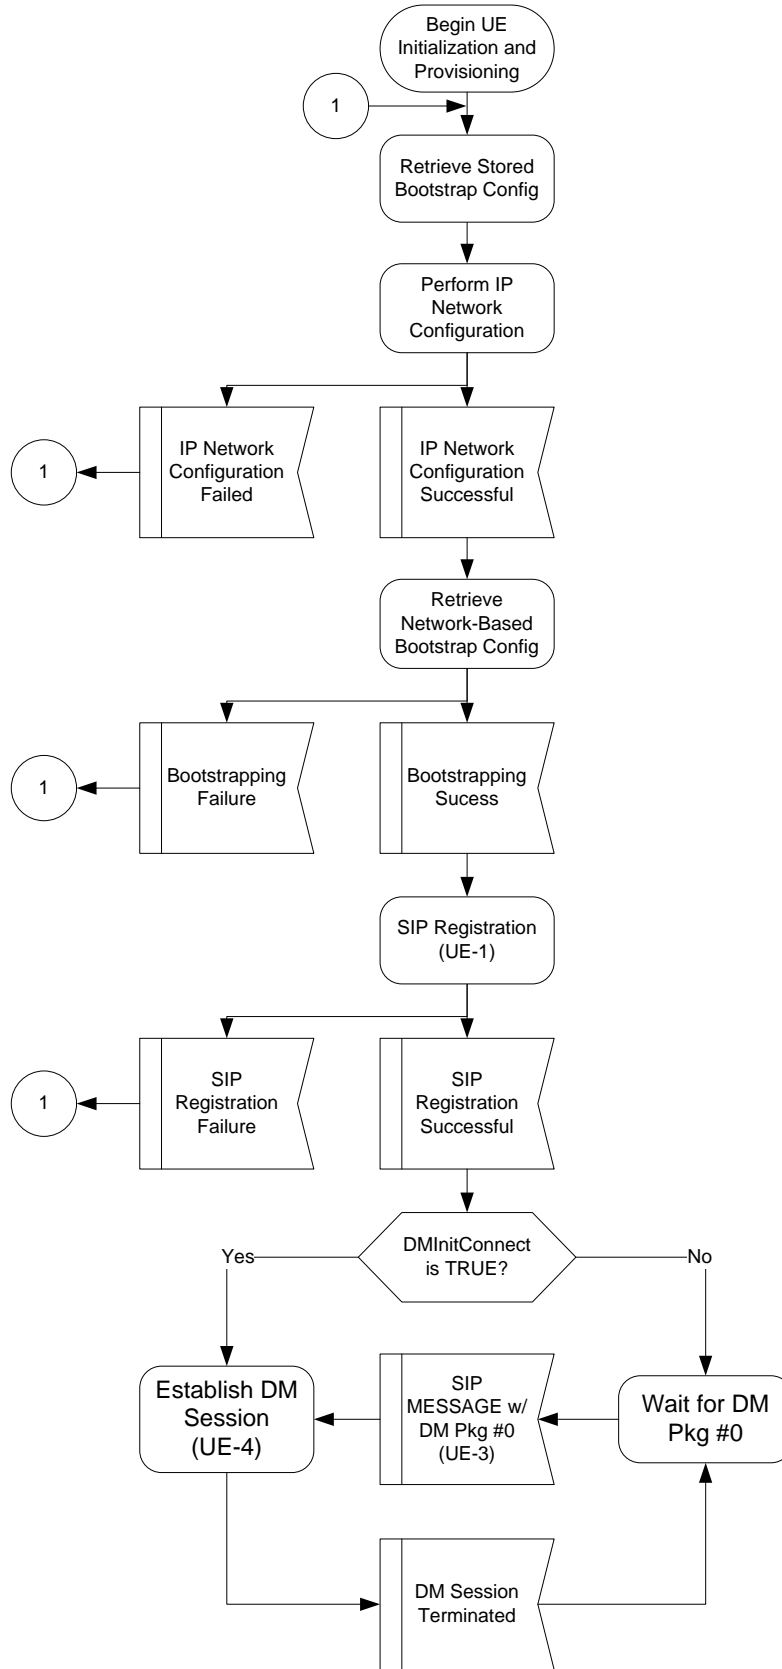 Begin UE
Initialization and
Provisioning
1
Retrieve Stored
Bootstrap Config
Perform IP
Network
Configuration
1
IP Network
Configuration
Failed
IP Network
Configuration
Successful
Retrieve
Network-Based
Bootstrap Config
1
Bootstrapping
Failure
Bootstrapping
Sucess
SIP Registration
(UE-1)
1
SIP
Registration
Failure
SIP
Registration
Successful
Yes
DMInitConnect
is TRUE?
No
Establish DM
Session
(UE-4)
SIP
MESSAGE w/
DM Pkg #0
(UE-3)
Wait for DM
Pkg #0
DM Session
Terminated